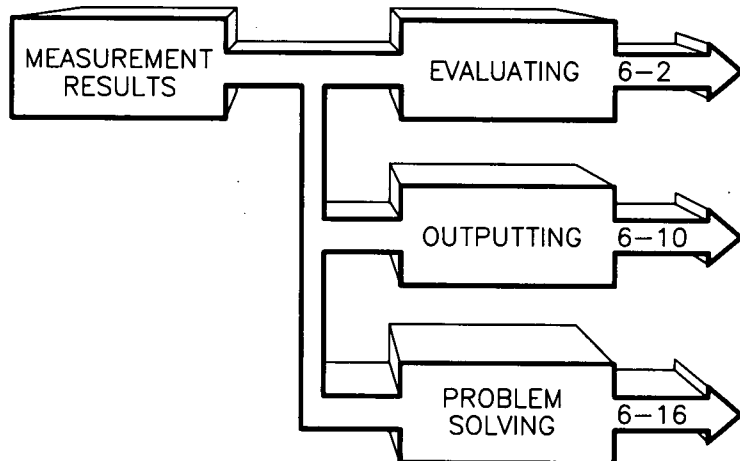 MEASUREMENT
RESULTS
EVALUATING
6-2
OUTPUTTING
6-10
PROBLEM
SOLVING
6-16